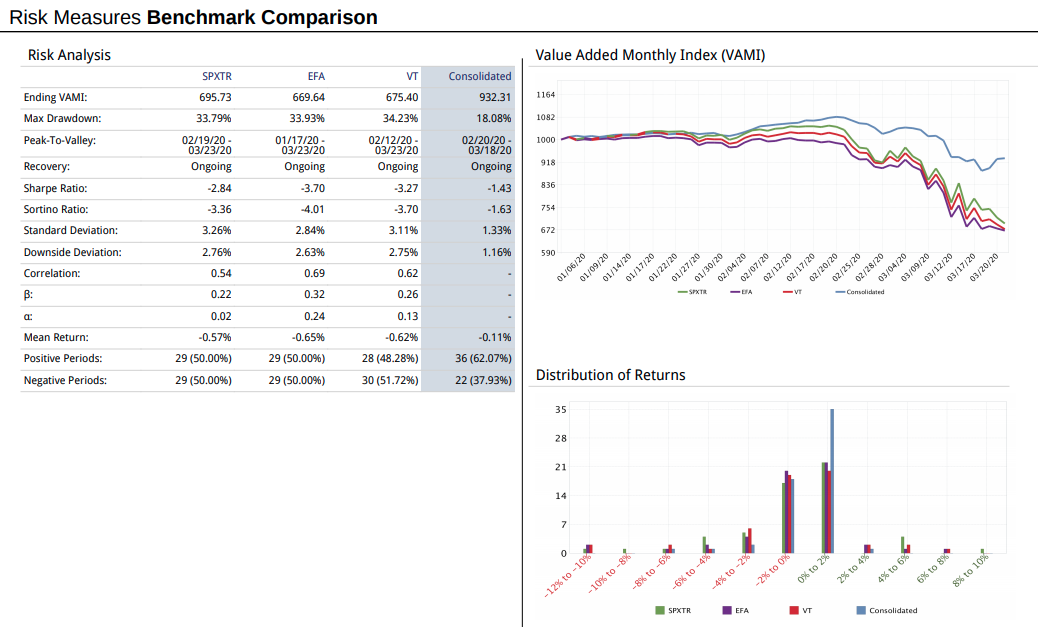 Risk Measures Benchmark Comparison
Risk Analysis
SPXTR EFA VT Consolidated
Ending VAMI: 695.73 669.64 675.40 932.31
Max Drawdown: 33.79% 33.93% 34.23% 18.08%
Peak-To-Valley: 02/19/20 - 01/17/20 - 02/12/20 - 02/20/20 -
03/23/20 03/23/20 03/23/20 03/18/20
Recovery: Ongoing Ongoing Ongoing Ongoing
Sharpe Ratio: -2.84 -3.70 -3.27 -1.43
Sortino Ratio: -3.36 -4.01 -3.70 -1.63
Standard Deviation: 3.26% 2.84% 3.11% 1.33%
Downside Deviation: 2.76% 2.63% 2.75% 1.16%
Correlation: 0.54 0.69 0.62 -
β: 0.22 0.32 0.26 -
α: 0.02 0.24 0.13 -
Mean Return: -0.57% -0.65% -0.62% -0.11%
Positive Periods: 29 (50.00%) 29 (50.00%) 28 (48.28%) 36 (62.07%)
Negative Periods: 29 (50.00%) 29 (50.00%) 30 (51.72%) 22 (37.93%)
Value Added Monthly Index (VAMI)
1164
1082
1000
918
836
754
672
590
01/06/20 01/09/20 01/14/20 01/17/20 01/22/20 01/27/20 01/30/20 02/04/20 02/07/20 02/12/20 02/17/20 02/20/20 02/25/20 02/28/20 03/04/20 03/09/20 03/12/20 03/17/20 03/20/20
SPXTR EFA VT Consolidated
Distribution of Returns
35
28
21
14
7
0
−12% to −10% −10% to −8% −8% to −6% −6% to −4% −4% to −2% −2% to 0% 0% to 2% 2% to 4% 4% to 6% 6% to 8% 8% to 10%
SPXTR EFA VT Consolidated